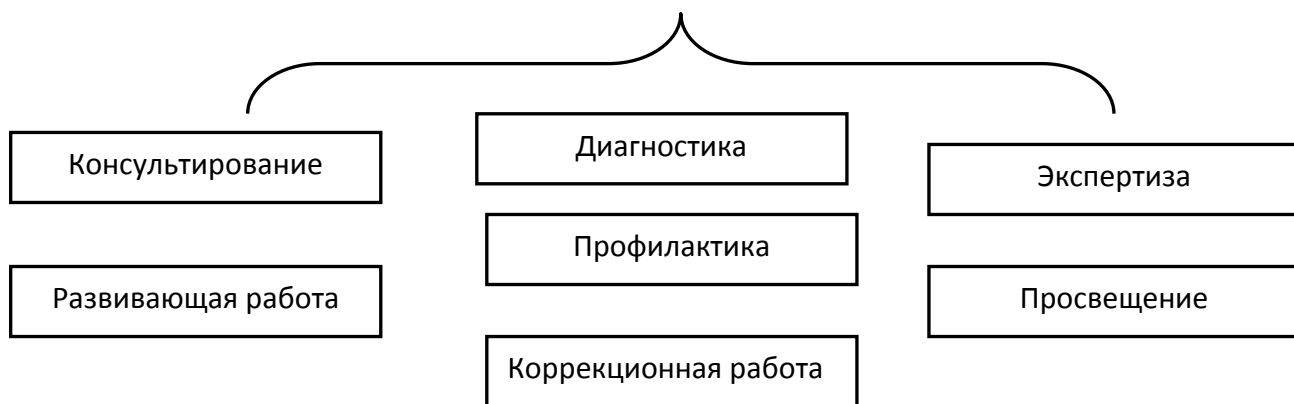 Консультирование
Диагностика
Экспертиза
Профилактика
Развивающая работа
Просвещение
Коррекционная работа